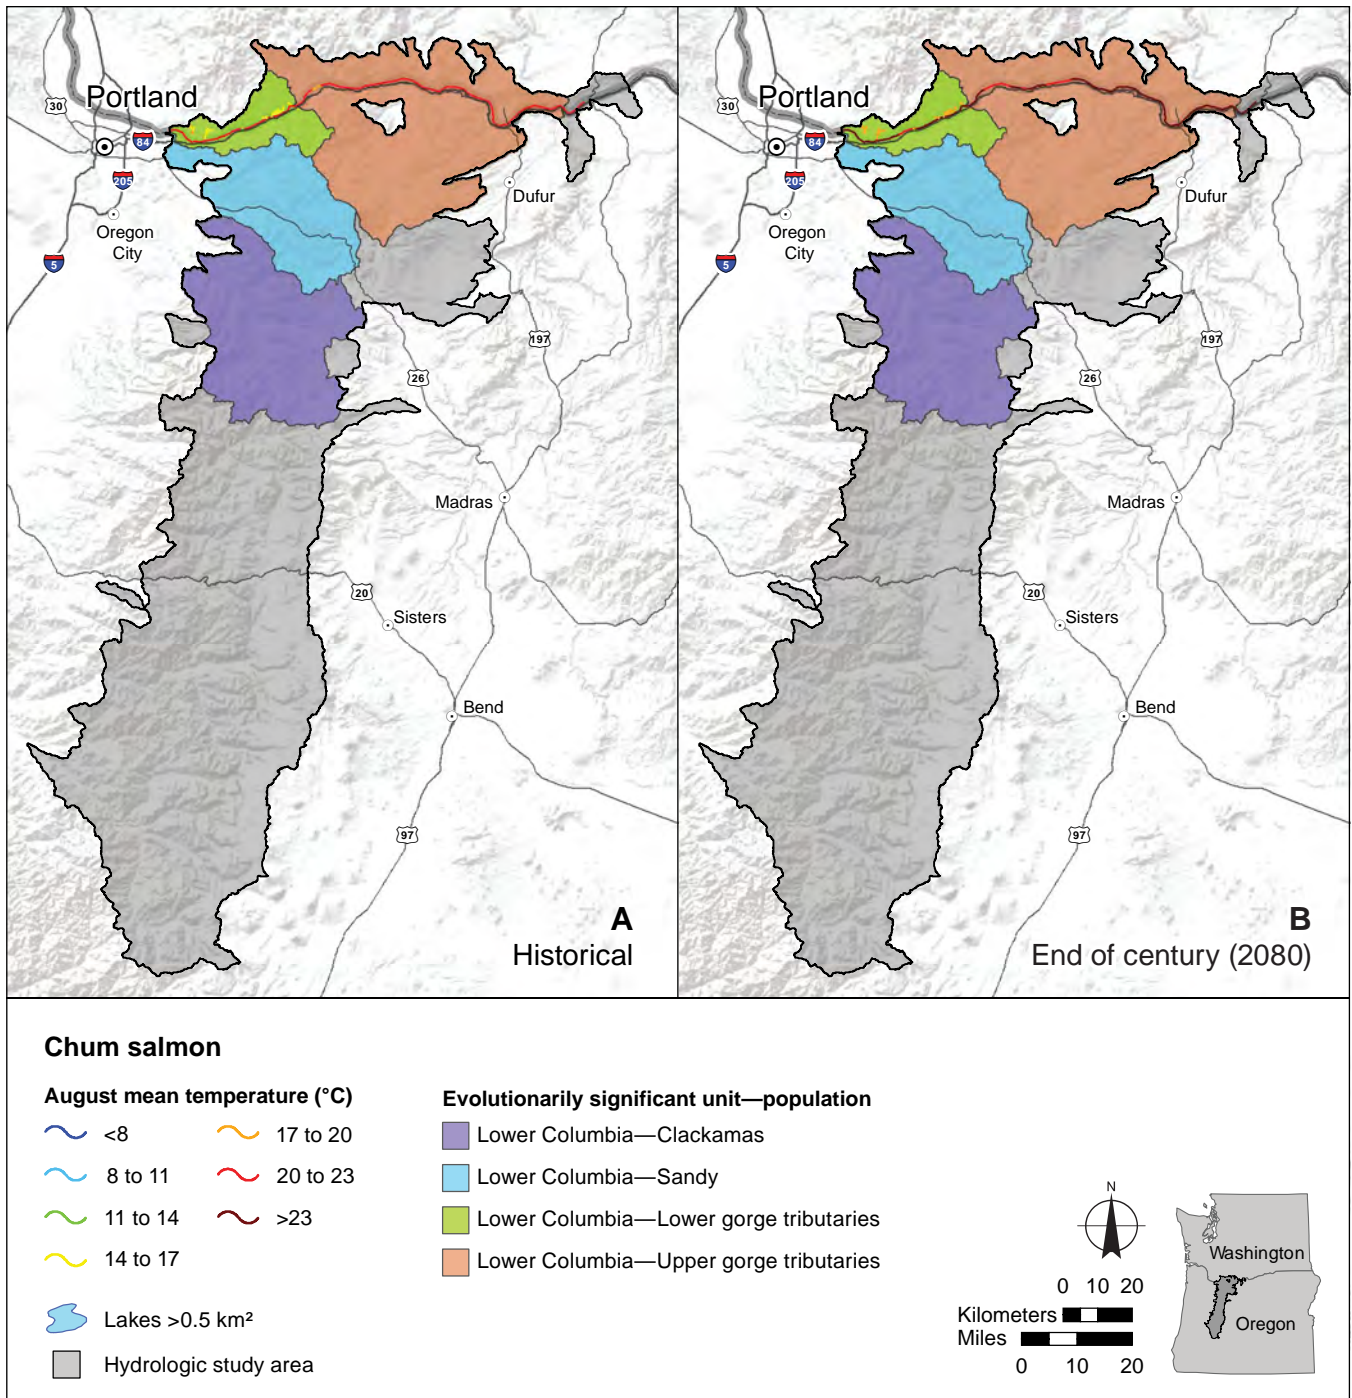 30
Portland
84
205
Oregon
City
5
Dufur
197
26
Madras
20
Sisters
Bend
97
A
Historical
30
Portland
84
205
Oregon
City
5
Dufur
197
26
Madras
20
Sisters
Bend
97
B
End of century (2080)
Chum salmon
August mean temperature (°C)
<8
8 to 11
11 to 14
14 to 17
17 to 20
20 to 23
>23
Lakes >0.5 km²
Hydrologic study area
Evolutionarily significant unit—population
Lower Columbia—Clackamas
Lower Columbia—Sandy
Lower Columbia—Lower gorge tributaries
Lower Columbia—Upper gorge tributaries
N
0 10 20
Kilometers
Miles
0 10 20
Washington
Oregon